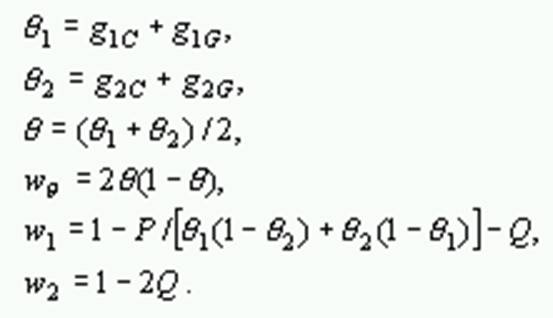 θ₁ = g₁C + g₁G,
θ₂ = g₂C + g₂G,
θ = (θ₁ + θ₂) / 2,
w_θ = 2θ(1 − θ),
w₁ = 1 − P / [θ₁(1 − θ₂) + θ₂(1 − θ₁)] − Q,
w₂ = 1 − 2Q .